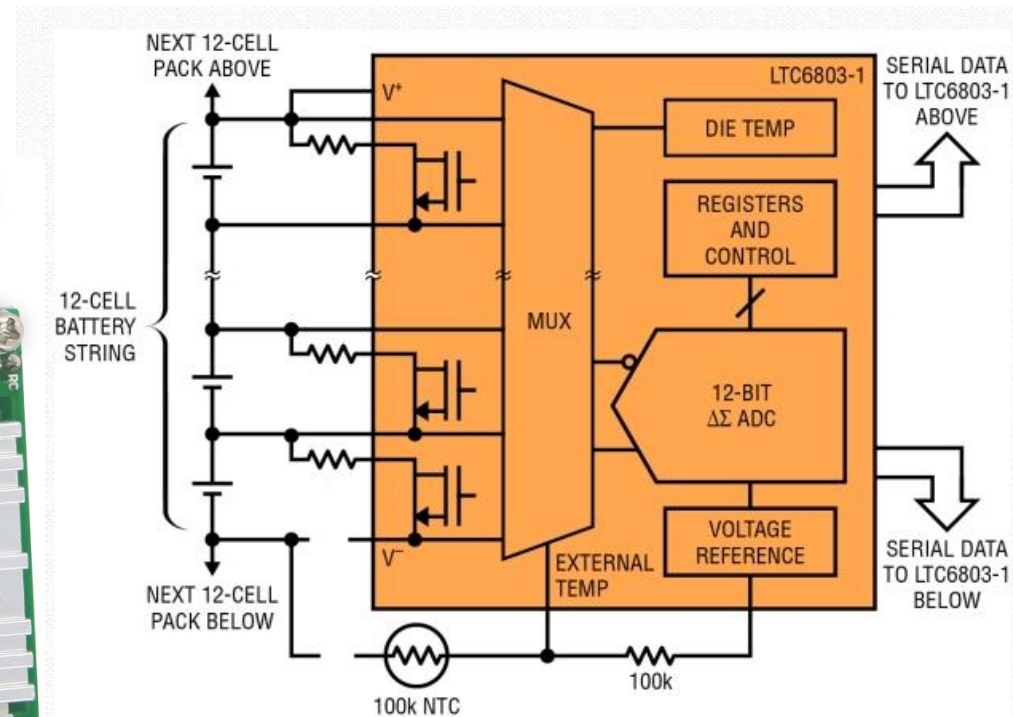 NEXT 12-CELL
PACK ABOVE
LTC6803-1
SERIAL DATA
TO LTC6803-1
ABOVE
V⁺
DIE TEMP
REGISTERS
AND
CONTROL
12-CELL
BATTERY
STRING
MUX
12-BIT
ΔΣ ADC
VOLTAGE
REFERENCE
V⁻
EXTERNAL
TEMP
SERIAL DATA
TO LTC6803-1
BELOW
NEXT 12-CELL
PACK BELOW
100k NTC
100k
RC